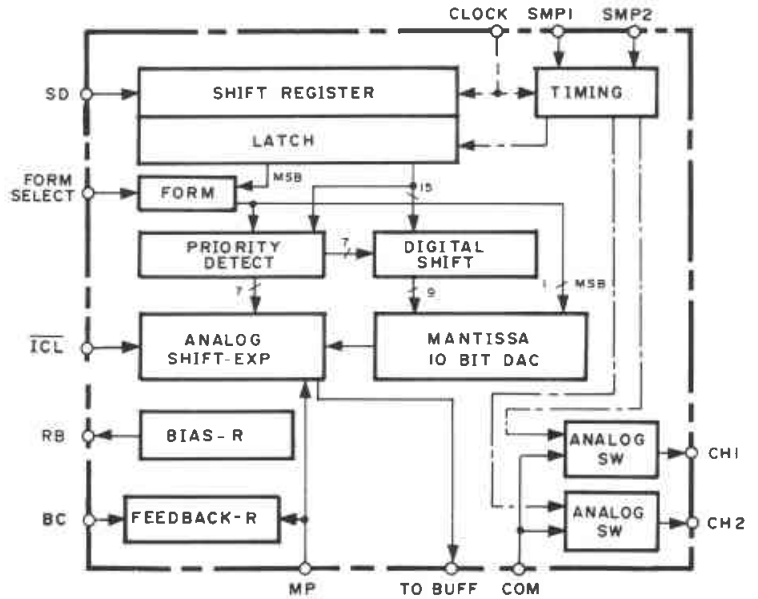 CLOCK SMP1 SMP2
SD
SHIFT REGISTER
TIMING
LATCH
FORM
SELECT
FORM
MSB
15
PRIORITY
DETECT
7
DIGITAL
SHIFT
7
9
1
MSB
ICL
ANALOG
SHIFT-EXP
MANTISSA
10 BIT DAC
RB
BIAS-R
ANALOG
SW
CH1
BC
FEEDBACK-R
ANALOG
SW
CH2
MP
TO BUFF
COM